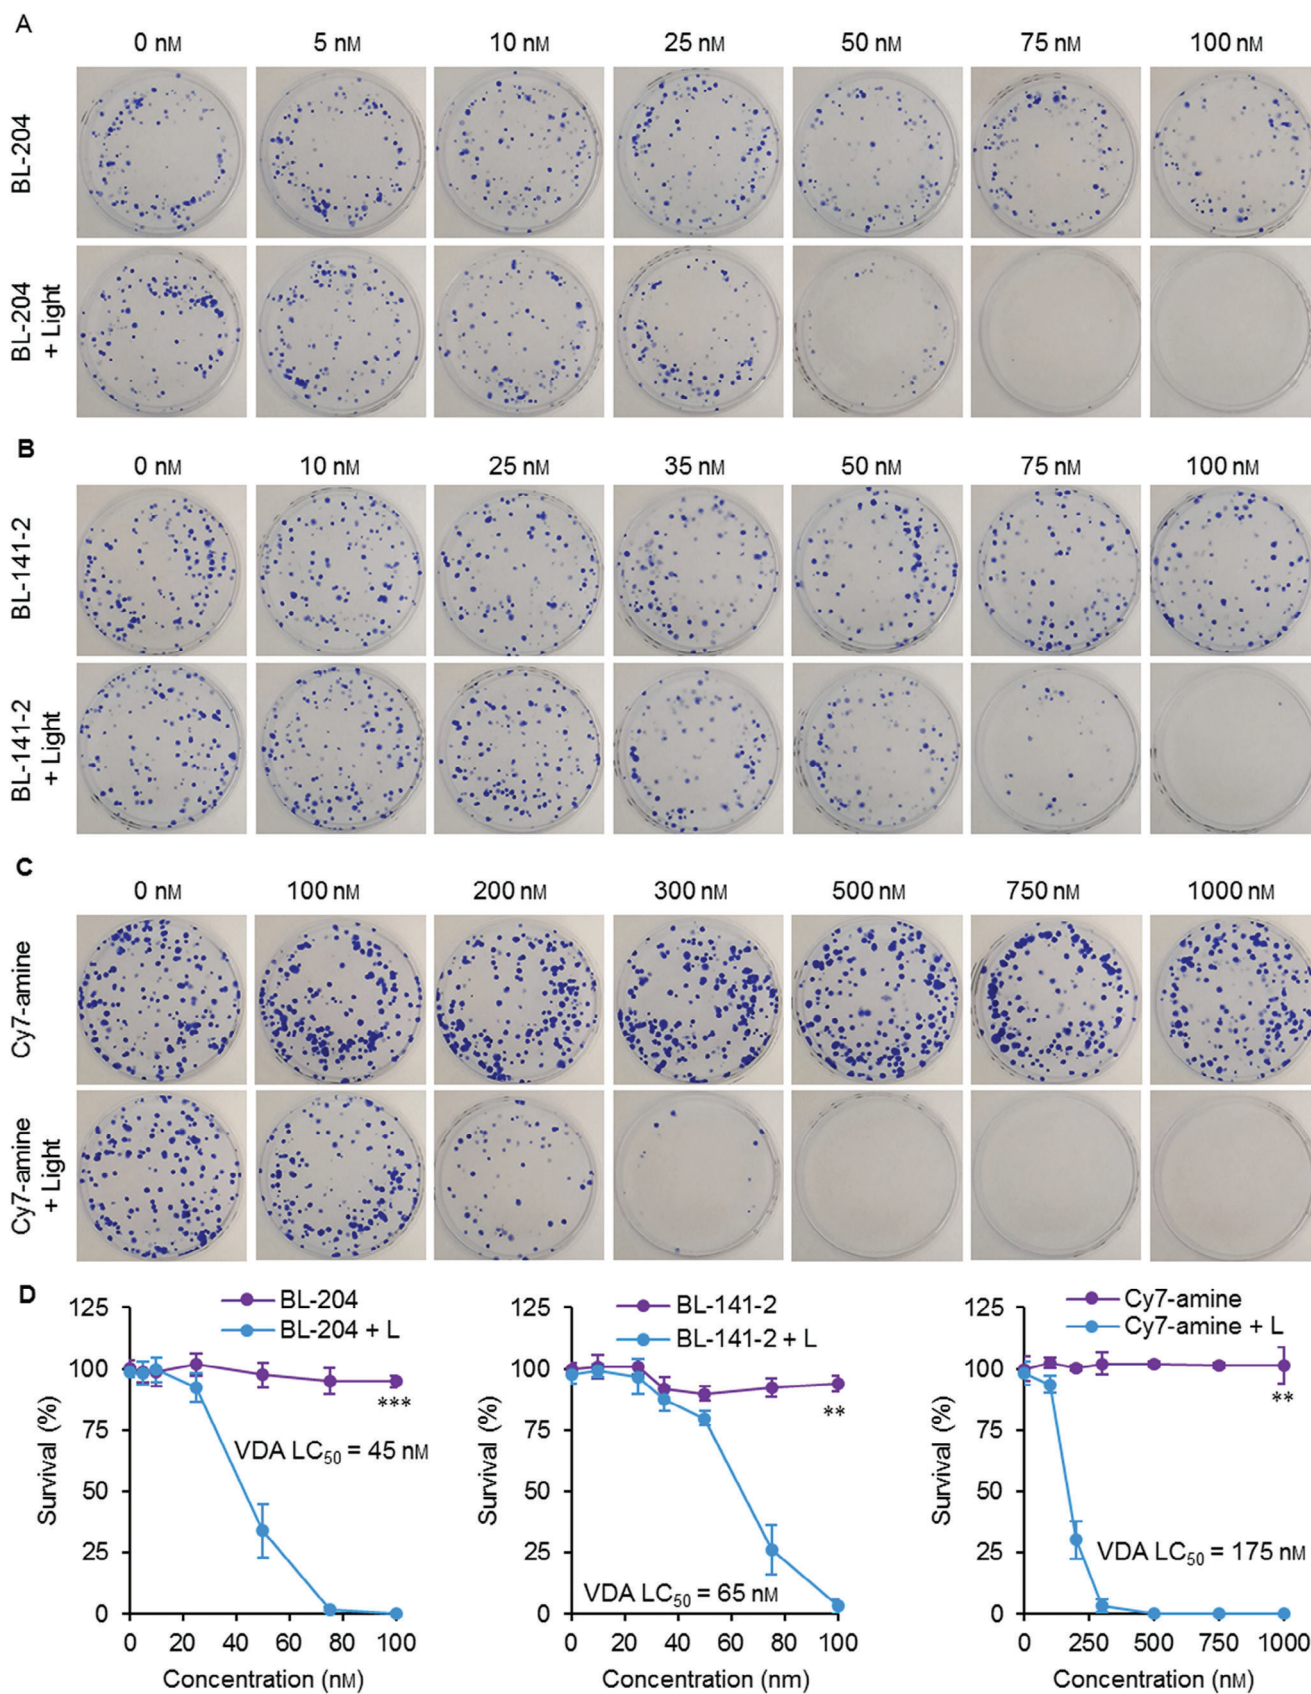 A
0 nM 5 nM 10 nM 25 nM 50 nM 75 nM 100 nM
BL-204
BL-204
+ Light
B
0 nM 10 nM 25 nM 35 nM 50 nM 75 nM 100 nM
BL-141-2
BL-141-2
+ Light
C
0 nM 100 nM 200 nM 300 nM 500 nM 750 nM 1000 nM
Cy7-amine
Cy7-amine
+ Light
D
BL-204
BL-204 + L
125
100
75
50
25
0
Survival (%)
***
VDA LC50 = 45 nM
0 20 40 60 80 100
Concentration (nM)
BL-141-2
BL-141-2 + L
125
100
75
50
25
0
Survival (%)
**
VDA LC50 = 65 nM
0 20 40 60 80 100
Concentration (nm)
Cy7-amine
Cy7-amine + L
125
100
75
50
25
0
Survival (%)
**
VDA LC50 = 175 nM
0 250 500 750 1000
Concentration (nM)